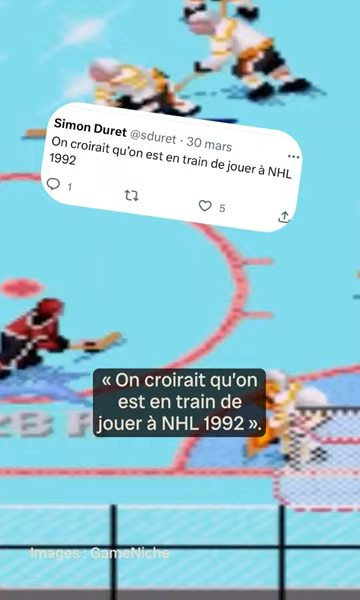 Simon Duret @sduret · 30 mars
On croirait qu'on est en train de jouer à NHL
1992
1
5
« On croirait qu'on
est en train de
jouer à NHL 1992 ».
Images : GameNiche